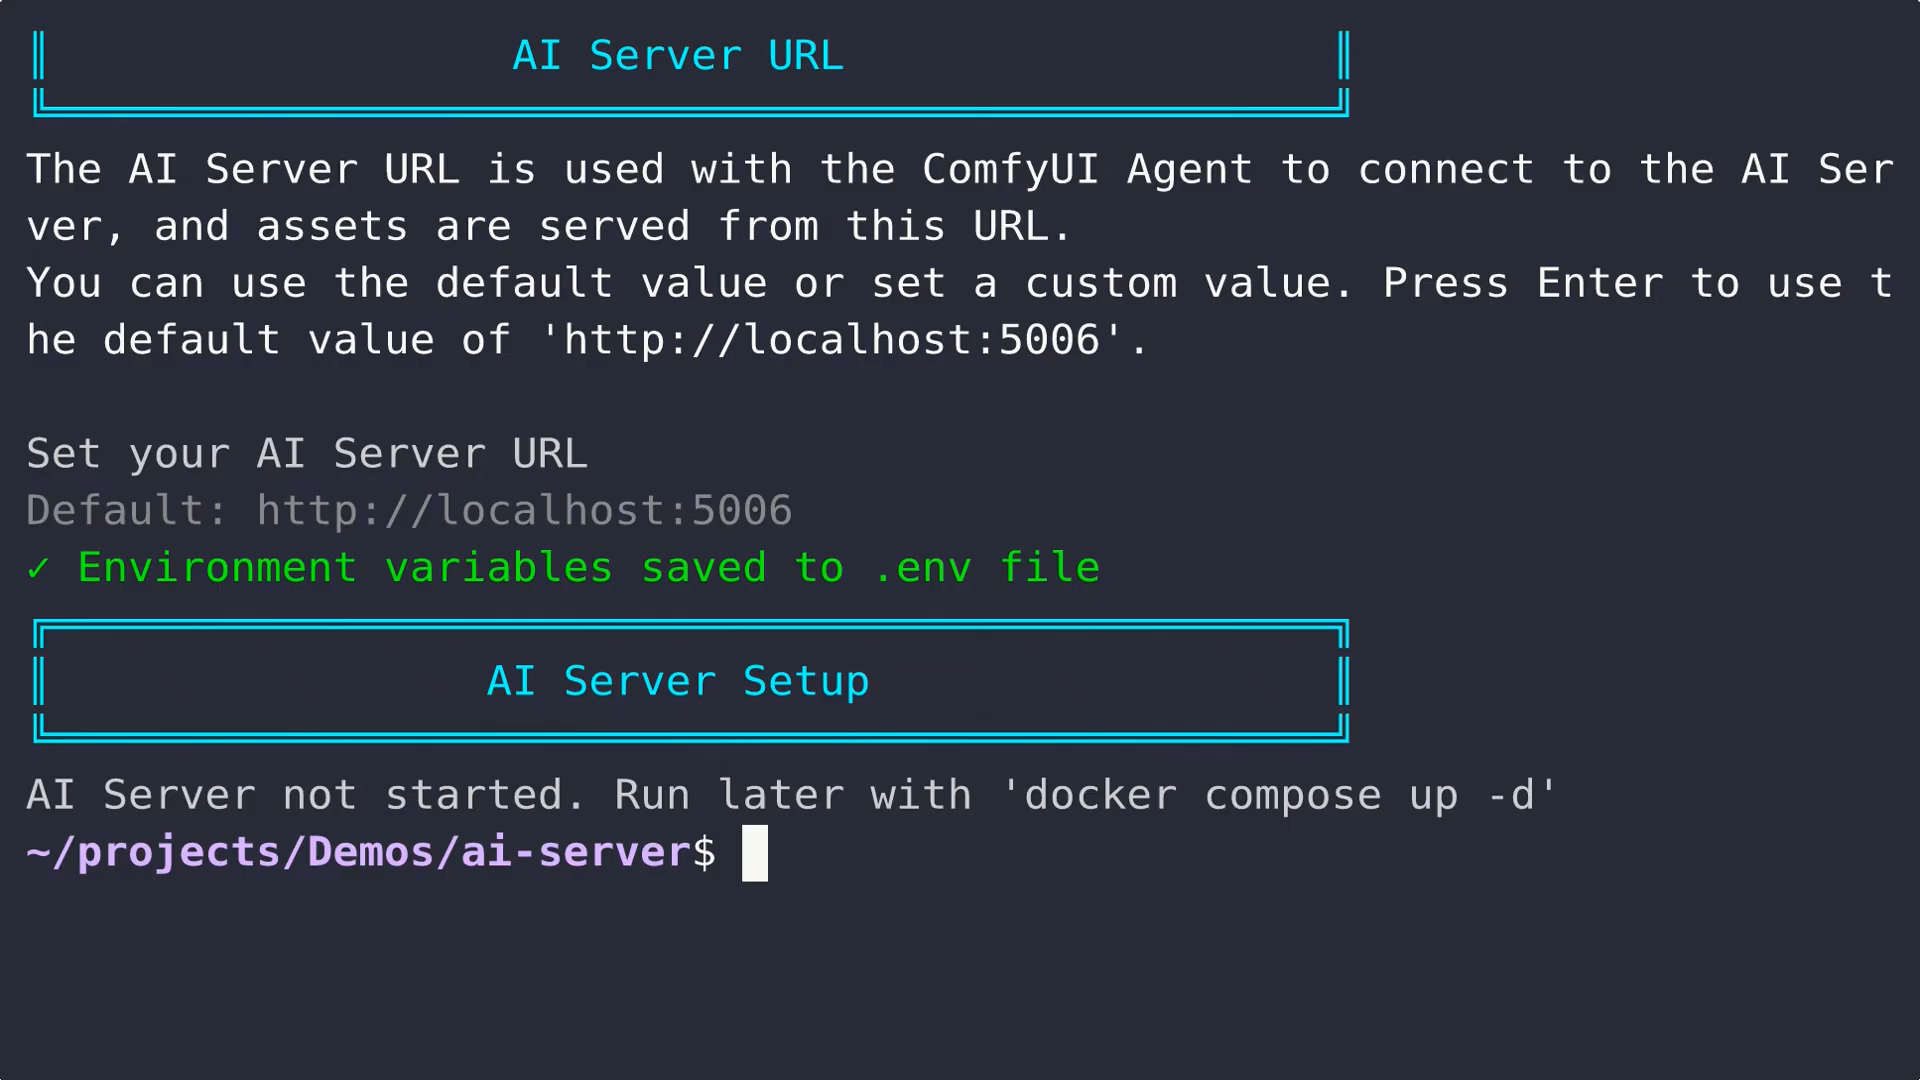 AI Server URL
The AI Server URL is used with the ComfyUI Agent to connect to the AI Ser
ver, and assets are served from this URL.
You can use the default value or set a custom value. Press Enter to use t
he default value of 'http://localhost:5006'.
Set your AI Server URL
Default: http://localhost:5006
✓ Environment variables saved to .env file
AI Server Setup
AI Server not started. Run later with 'docker compose up -d'
~/projects/Demos/ai-server$